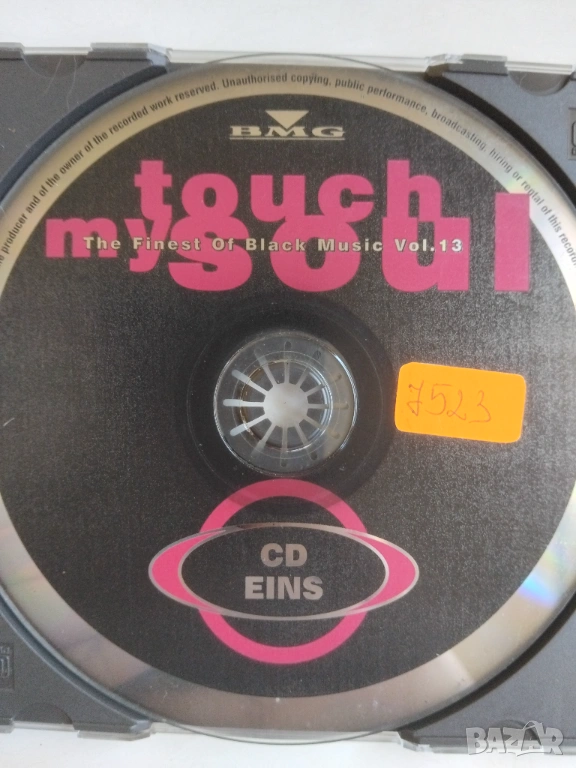 e producer and of the owner of the recorded work reserved. Unauthorised copying, public performance, broadcasting, hiring or rental of this recor
BMG
touch
my soul
The Finest Of Black Music Vol.13
7523
CD
EINS
BAZAR